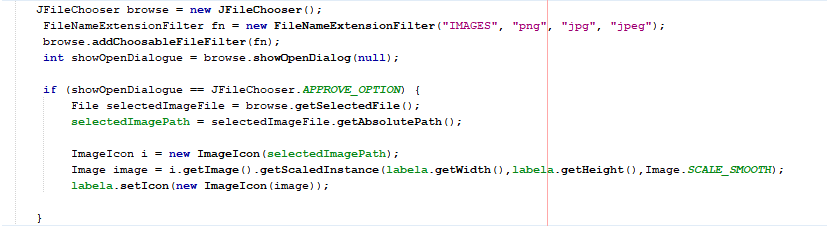 JFileChooser browse = new JFileChooser();
FileNameExtensionFilter fn = new FileNameExtensionFilter("IMAGES", "png", "jpg", "jpeg");
browse.addChoosableFileFilter(fn);
int showOpenDialogue = browse.showOpenDialog(null);
if (showOpenDialogue == JFileChooser.APPROVE_OPTION) {
File selectedImageFile = browse.getSelectedFile();
selectedImagePath = selectedImageFile.getAbsolutePath();
ImageIcon i = new ImageIcon(selectedImagePath);
Image image = i.getImage().getScaledInstance(labela.getWidth(),labela.getHeight(),Image.SCALE_SMOOTH);
labela.setIcon(new ImageIcon(image));
}